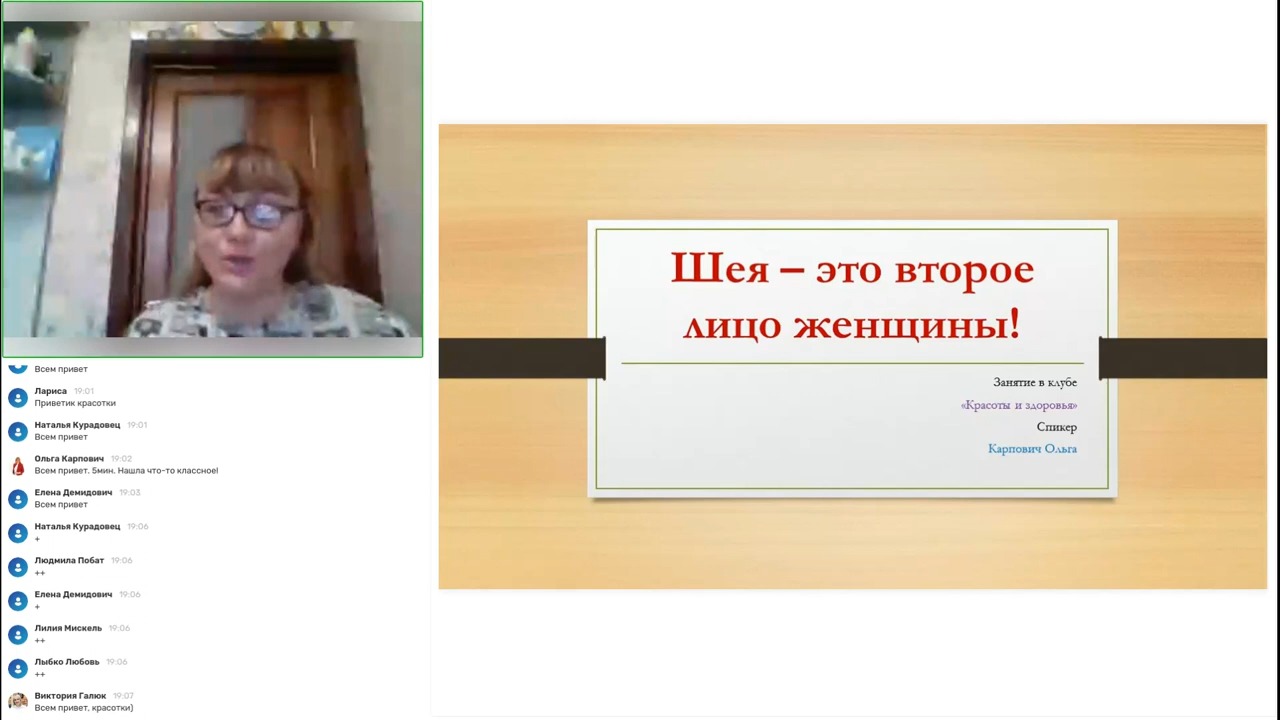 Всем привет
Лариса 19:01
Приветик красотки
Наталья Курадовец 19:01
Всем привет
Ольга Карпович 19:02
Всем привет. 5мин. Нашла что-то классное!
Елена Демидович 19:03
Всем привет
Наталья Курадовец 19:06
+
Людмила Побат 19:06
++
Елена Демидович 19:06
+
Лилия Мискель 19:06
++
Лыбко Любовь 19:06
++
Виктория Галюк 19:07
Всем привет, красотки)
Шея – это второе
лицо женщины!
Занятие в клубе
«Красоты и здоровья»
Спикер
Карпович Ольга